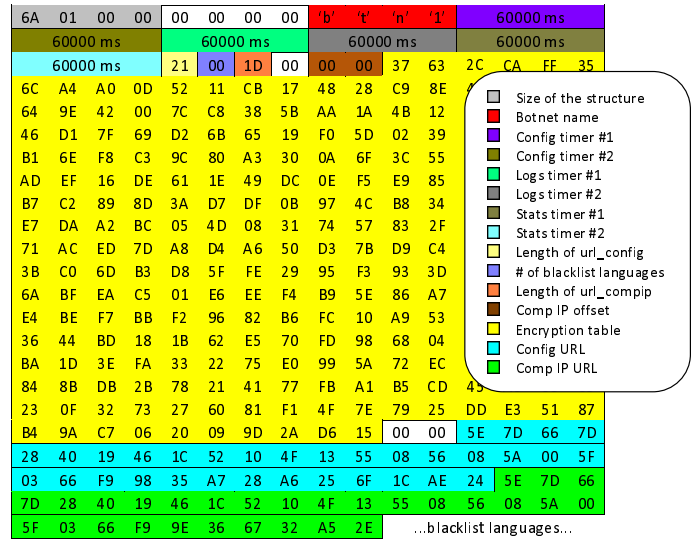 6A 01 00 00 00 00 00 00 ‘b’ ‘t’ ‘n’ ‘1’ 60000 ms
60000 ms 60000 ms 60000 ms 60000 ms
60000 ms 21 00 1D 00 00 00 37 63 2C CA FF 35
6C A4 A0 0D 52 11 CB 17 48 28 C9 8E
64 9E 42 00 7C C8 38 5B AA 1A 4B 12
46 D1 7F 69 D2 6B 65 19 F0 5D 02 39
B1 6E F8 C3 9C 80 A3 30 0A 6F 3C 55
AD EF 16 DE 61 1E 49 DC 0E F5 E9 85
B7 C2 89 8D 3A D7 DF 0B 97 4C B8 34
E7 DA A2 BC 05 4D 08 31 74 57 83 2F
71 AC ED 7D A8 D4 A6 50 D3 7B D9 C4
3B C0 6D B3 D8 5F FE 29 95 F3 93 3D
6A BF EA C5 01 E6 EE F4 B9 5E 86 A7
E4 BE F7 BB F2 96 82 B6 FC 10 A9 53
36 44 BD 18 1B 62 E5 70 FD 98 68 04
BA 1D 3E FA 33 22 75 E0 99 5A 72 EC
84 8B DB 2B 78 21 41 77 FB A1 B5 CD 45
23 0F 32 73 27 60 81 F1 4F 7E 79 25 DD E3 51 87
B4 9A C7 06 20 09 9D 2A D6 15 00 00 5E 7D 66 7D
28 40 19 46 1C 52 10 4F 13 55 08 56 08 5A 00 5F
03 66 F9 98 35 A7 28 A6 25 6F 1C AE 24 5E 7D 66
7D 28 40 19 46 1C 52 10 4F 13 55 08 56 08 5A 00
5F 03 66 F9 9E 36 67 32 A5 2E ...blacklist languages...
Size of the structure
Botnet name
Config timer #1
Config timer #2
Logs timer #1
Logs timer #2
Stats timer #1
Stats timer #2
Length of url_config
# of blacklist languages
Length of url_compip
Comp IP offset
Encryption table
Config URL
Comp IP URL